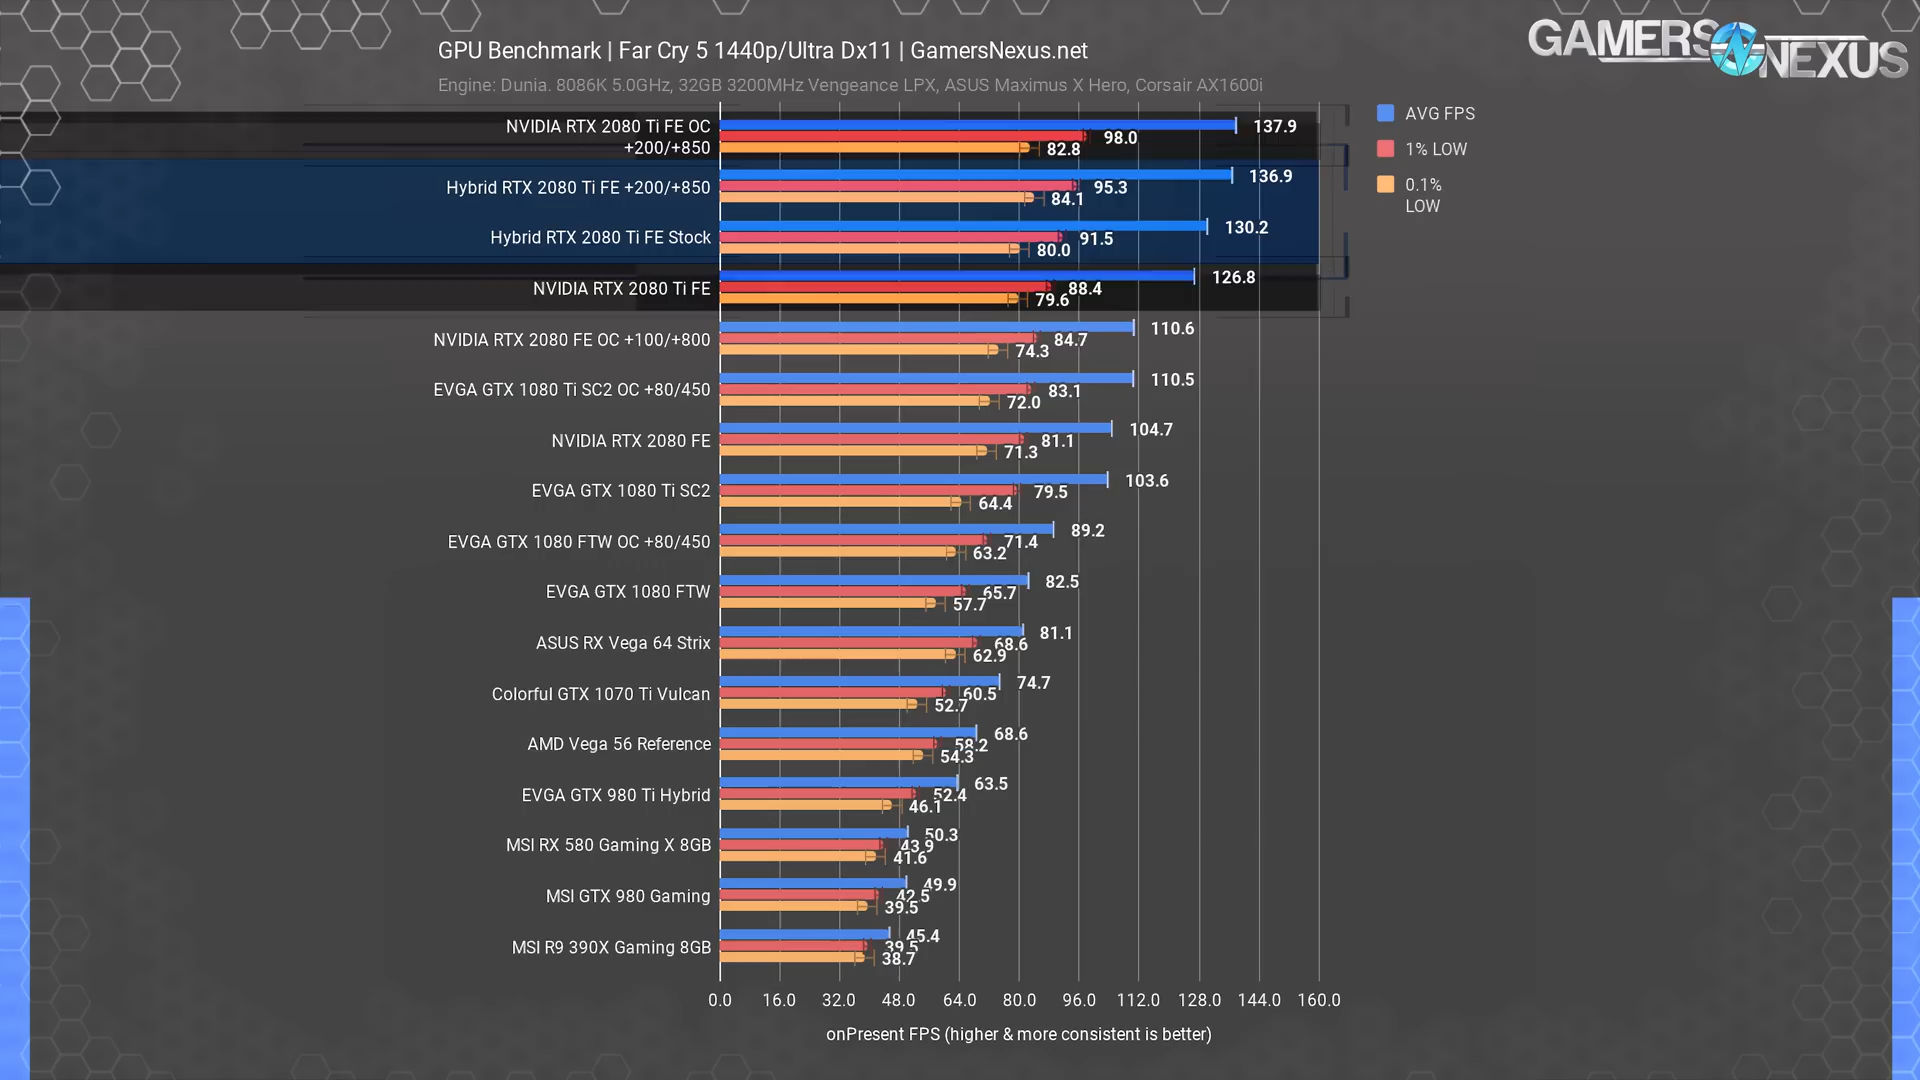 GAMERS NEXUS
GPU Benchmark | Far Cry 5 1440p/Ultra Dx11 | GamersNexus.net
Engine: Dunia. 8086K 5.0GHz, 32GB 3200MHz Vengeance LPX, ASUS Maximus X Hero, Corsair AX1600i
AVG FPS
1% LOW
0.1%
LOW
NVIDIA RTX 2080 Ti FE OC
+200/+850
137.9
98.0
82.8
Hybrid RTX 2080 Ti FE +200/+850
136.9
95.3
84.1
Hybrid RTX 2080 Ti FE Stock
130.2
91.5
80.0
NVIDIA RTX 2080 Ti FE
126.8
88.4
79.6
NVIDIA RTX 2080 FE OC +100/+800
110.6
84.7
74.3
EVGA GTX 1080 Ti SC2 OC +80/450
110.5
83.1
72.0
NVIDIA RTX 2080 FE
104.7
81.1
71.3
EVGA GTX 1080 Ti SC2
103.6
79.5
64.4
EVGA GTX 1080 FTW OC +80/450
89.2
71.4
63.2
EVGA GTX 1080 FTW
82.5
65.7
57.7
ASUS RX Vega 64 Strix
81.1
68.6
62.9
Colorful GTX 1070 Ti Vulcan
74.7
60.5
52.7
AMD Vega 56 Reference
68.6
58.2
54.3
EVGA GTX 980 Ti Hybrid
63.5
52.4
46.1
MSI RX 580 Gaming X 8GB
50.3
43.9
41.6
MSI GTX 980 Gaming
49.9
42.5
39.5
MSI R9 390X Gaming 8GB
45.4
39.5
38.7
0.0 16.0 32.0 48.0 64.0 80.0 96.0 112.0 128.0 144.0 160.0
onPresent FPS (higher & more consistent is better)